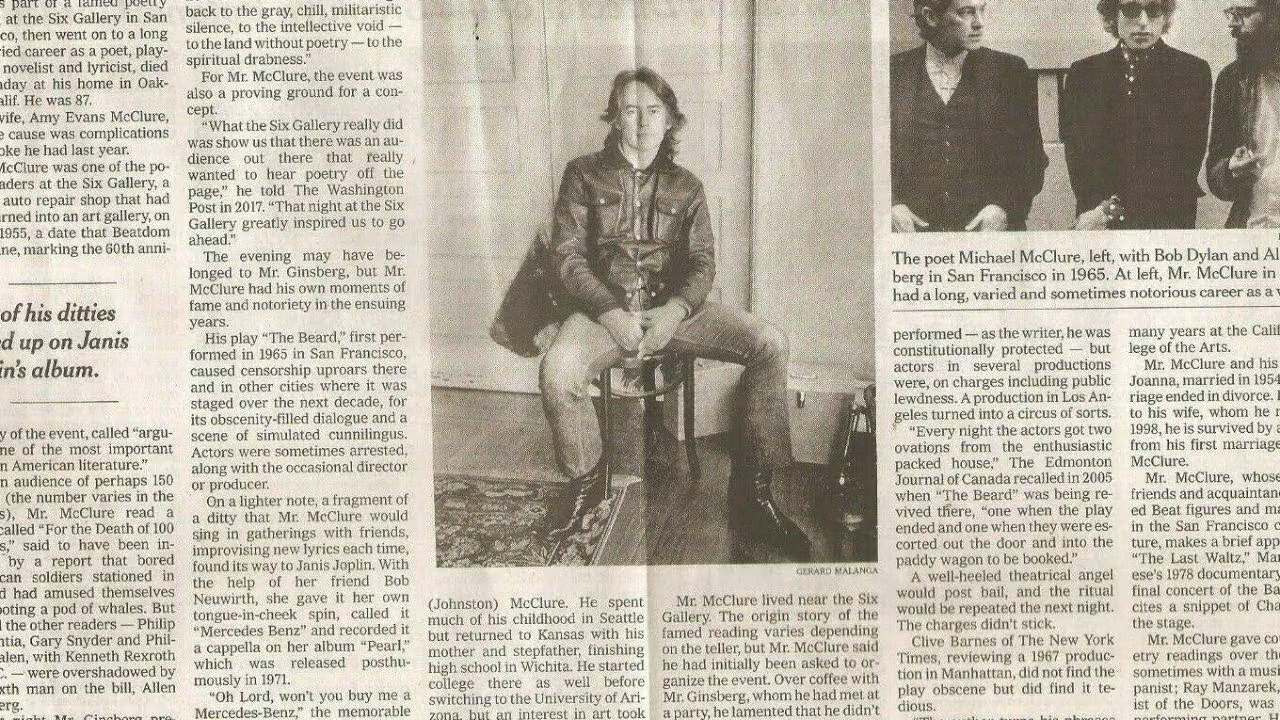 s part of a famed poetry
at the Six Gallery in San
co, then went on to a long
ried career as a poet, play-
novelist and lyricist, died
nday at his home in Oak-
alif. He was 87.
wife, Amy Evans McClure,
e cause was complications
oke he had last year.
McClure was one of the po-
aders at the Six Gallery, a
auto repair shop that had
urned into an art gallery, on
1955, a date that Beatdom
ne, marking the 60th anni-
of his ditties
ed up on Janis
in's album.
y of the event, called “argu-
ne of the most important
n American literature.”
n audience of perhaps 150
(the number varies in the
s), Mr. McClure read a
called “For the Death of 100
s,” said to have been in-
by a report that bored
can soldiers stationed in
d had amused themselves
ooting a pod of whales. But
l the other readers — Philip
ntia, Gary Snyder and Phil-
alen, with Kenneth Rexroth
C. — were overshadowed by
xth man on the bill, Allen
erg.
night Mr. Ginsberg pre-
back to the gray, chill, militaristic
silence, to the intellective void —
to the land without poetry — to the
spiritual drabness.”
For Mr. McClure, the event was
also a proving ground for a con-
cept.
“What the Six Gallery really did
was show us that there was an au-
dience out there that really
wanted to hear poetry off the
page,” he told The Washington
Post in 2017. “That night at the Six
Gallery greatly inspired us to go
ahead.”
The evening may have be-
longed to Mr. Ginsberg, but Mr.
McClure had his own moments of
fame and notoriety in the ensuing
years.
His play “The Beard,” first per-
formed in 1965 in San Francisco,
caused censorship uproars there
and in other cities where it was
staged over the next decade, for
its obscenity-filled dialogue and a
scene of simulated cunnilingus.
Actors were sometimes arrested,
along with the occasional director
or producer.
On a lighter note, a fragment of
a ditty that Mr. McClure would
sing in gatherings with friends,
improvising new lyrics each time,
found its way to Janis Joplin. With
the help of her friend Bob
Neuwirth, she gave it her own
tongue-in-cheek spin, called it
“Mercedes Benz” and recorded it
a cappella on her album “Pearl,”
which was released posthu-
mously in 1971.
“Oh Lord, won’t you buy me a
Mercedes-Benz,” the memorable
GERARD MALANGA
(Johnston) McClure. He spent
much of his childhood in Seattle
but returned to Kansas with his
mother and stepfather, finishing
high school in Wichita. He started
college there as well before
switching to the University of Ari-
zona, but an interest in art took
Mr. McClure lived near the Six
Gallery. The origin story of the
famed reading varies depending
on the teller, but Mr. McClure said
he had initially been asked to or-
ganize the event. Over coffee with
Mr. Ginsberg, whom he had met at
a party, he lamented that he didn’t
The poet Michael McClure, left, with Bob Dylan and Al
berg in San Francisco in 1965. At left, Mr. McClure in
had a long, varied and sometimes notorious career as a
performed — as the writer, he was
constitutionally protected — but
actors in several productions
were, on charges including public
lewdness. A production in Los An-
geles turned into a circus of sorts.
“Every night the actors got two
ovations from the enthusiastic
packed house,” The Edmonton
Journal of Canada recalled in 2005
when “The Beard” was being re-
vived there, “one when the play
ended and one when they were es-
corted out the door and into the
paddy wagon to be booked.”
A well-heeled theatrical angel
would post bail, and the ritual
would be repeated the next night.
The charges didn’t stick.
Clive Barnes of The New York
Times, reviewing a 1967 produc-
tion in Manhattan, did not find the
play obscene but did find it te-
dious.
many years at the Calif
lege of the Arts.
Mr. McClure and his
Joanna, married in 1954
riage ended in divorce. I
to his wife, whom he
1998, he is survived by a
from his first marriag
McClure.
Mr. McClure, whose
friends and acquaintan
ed Beat figures and mu
in the San Francisco c
ture, makes a brief app
“The Last Waltz,” Mar
ese’s 1978 documentary
final concert of the Ba
cites a snippet of Cha
the stage.
Mr. McClure gave co
etry readings over the
sometimes with a mus
panist; Ray Manzarek,
ist of the Doors, was